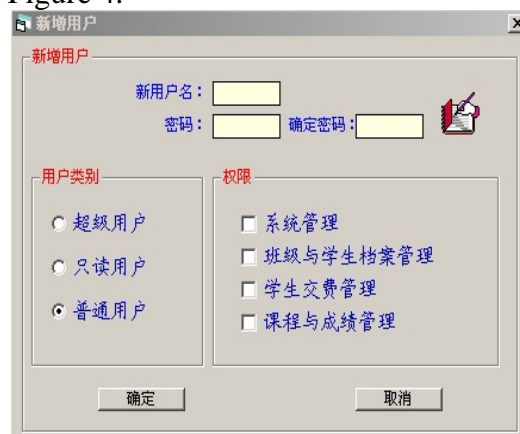 Figure 4.
新增用户
新增用户
新用户名：
密码： 确定密码：
用户类别
超级用户
只读用户
普通用户
权限
系统管理
班级与学生档案管理
学生交费管理
课程与成绩管理
确定 取消